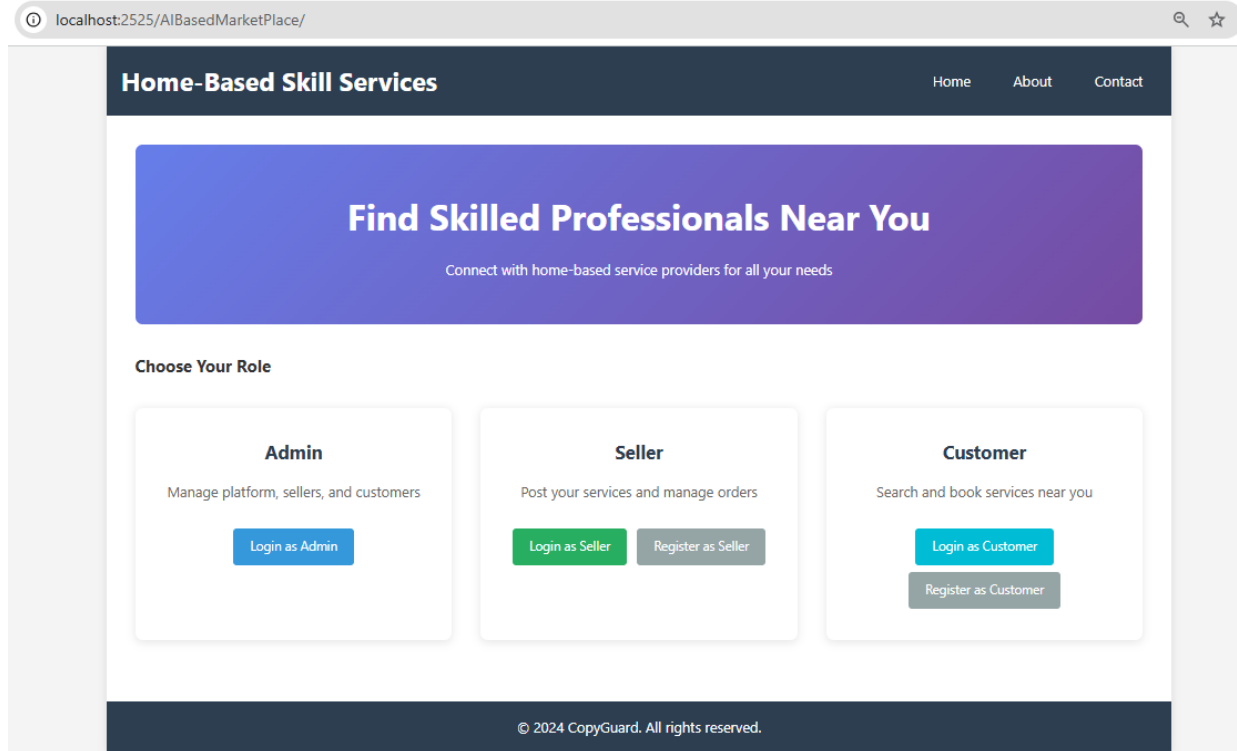 localhost:2525/AIBasedMarketPlace/
Home-Based Skill Services
Home About Contact
Find Skilled Professionals Near You
Connect with home-based service providers for all your needs
Choose Your Role
Admin
Manage platform, sellers, and customers
Login as Admin
Seller
Post your services and manage orders
Login as Seller Register as Seller
Customer
Search and book services near you
Login as Customer
Register as Customer
© 2024 CopyGuard. All rights reserved.